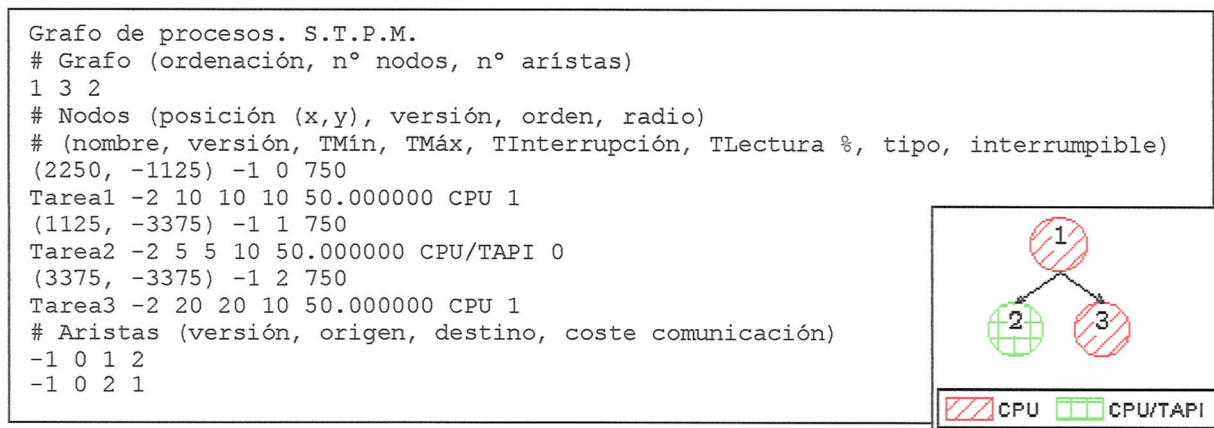 Grafo de procesos. S.T.P.M.
# Grafo (ordenación, nº nodos, nº arístas)
1 3 2
# Nodos (posición (x,y), versión, orden, radio)
# (nombre, versión, TMín, TMáx, TInterrupción, TLectura %, tipo, interrumpible)
(2250, -1125) -1 0 750
Tarea1 -2 10 10 10 50.000000 CPU 1
(1125, -3375) -1 1 750
Tarea2 -2 5 5 10 50.000000 CPU/TAPI 0
(3375, -3375) -1 2 750
Tarea3 -2 20 20 10 50.000000 CPU 1
# Aristas (versión, origen, destino, coste comunicación)
-1 0 1 2
-1 0 2 1
1
2 3
CPU CPU/TAPI